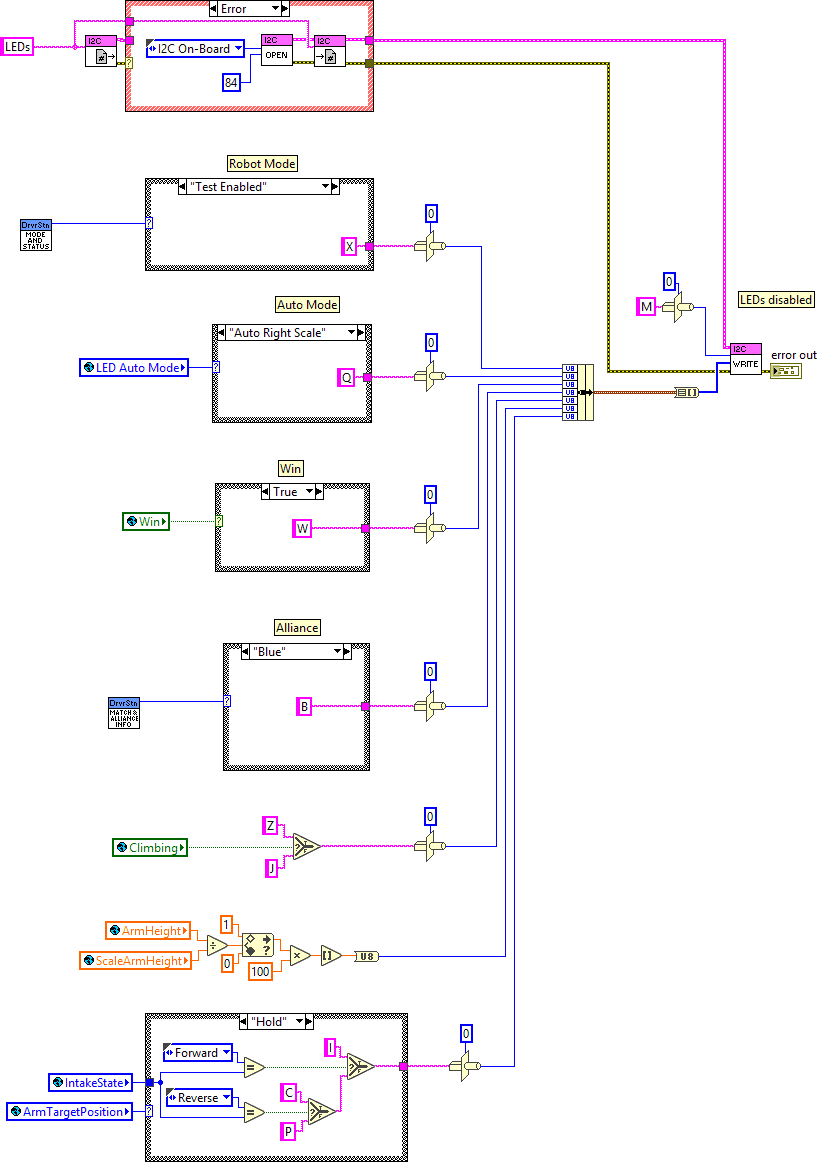 Error
LEDs
I2C
I2C On-Board
I2C
OPEN
I2C
?
84
Robot Mode
"Test Enabled"
DrvrStn
MODE
AND
STATUS
?
X
0
Auto Mode
"Auto Right Scale"
LED Auto Mode
?
Q
0
0
M
LEDs disabled
I2C
WRITE
error out
U8
U8
U8
U8
U8
U8
U8
Win
True
Win
?
W
0
Alliance
"Blue"
DrvrStn
MATCH &
ALLIANCE
INFO
?
B
0
Z
Climbing
?
T
F
J
0
ArmHeight
ScaleArmHeight
÷
1
?
0
100
×
[]
U8
"Hold"
Forward
=
I
?
T
F
0
IntakeState
ArmTargetPosition
?
Reverse
=
C
?
T
F
P